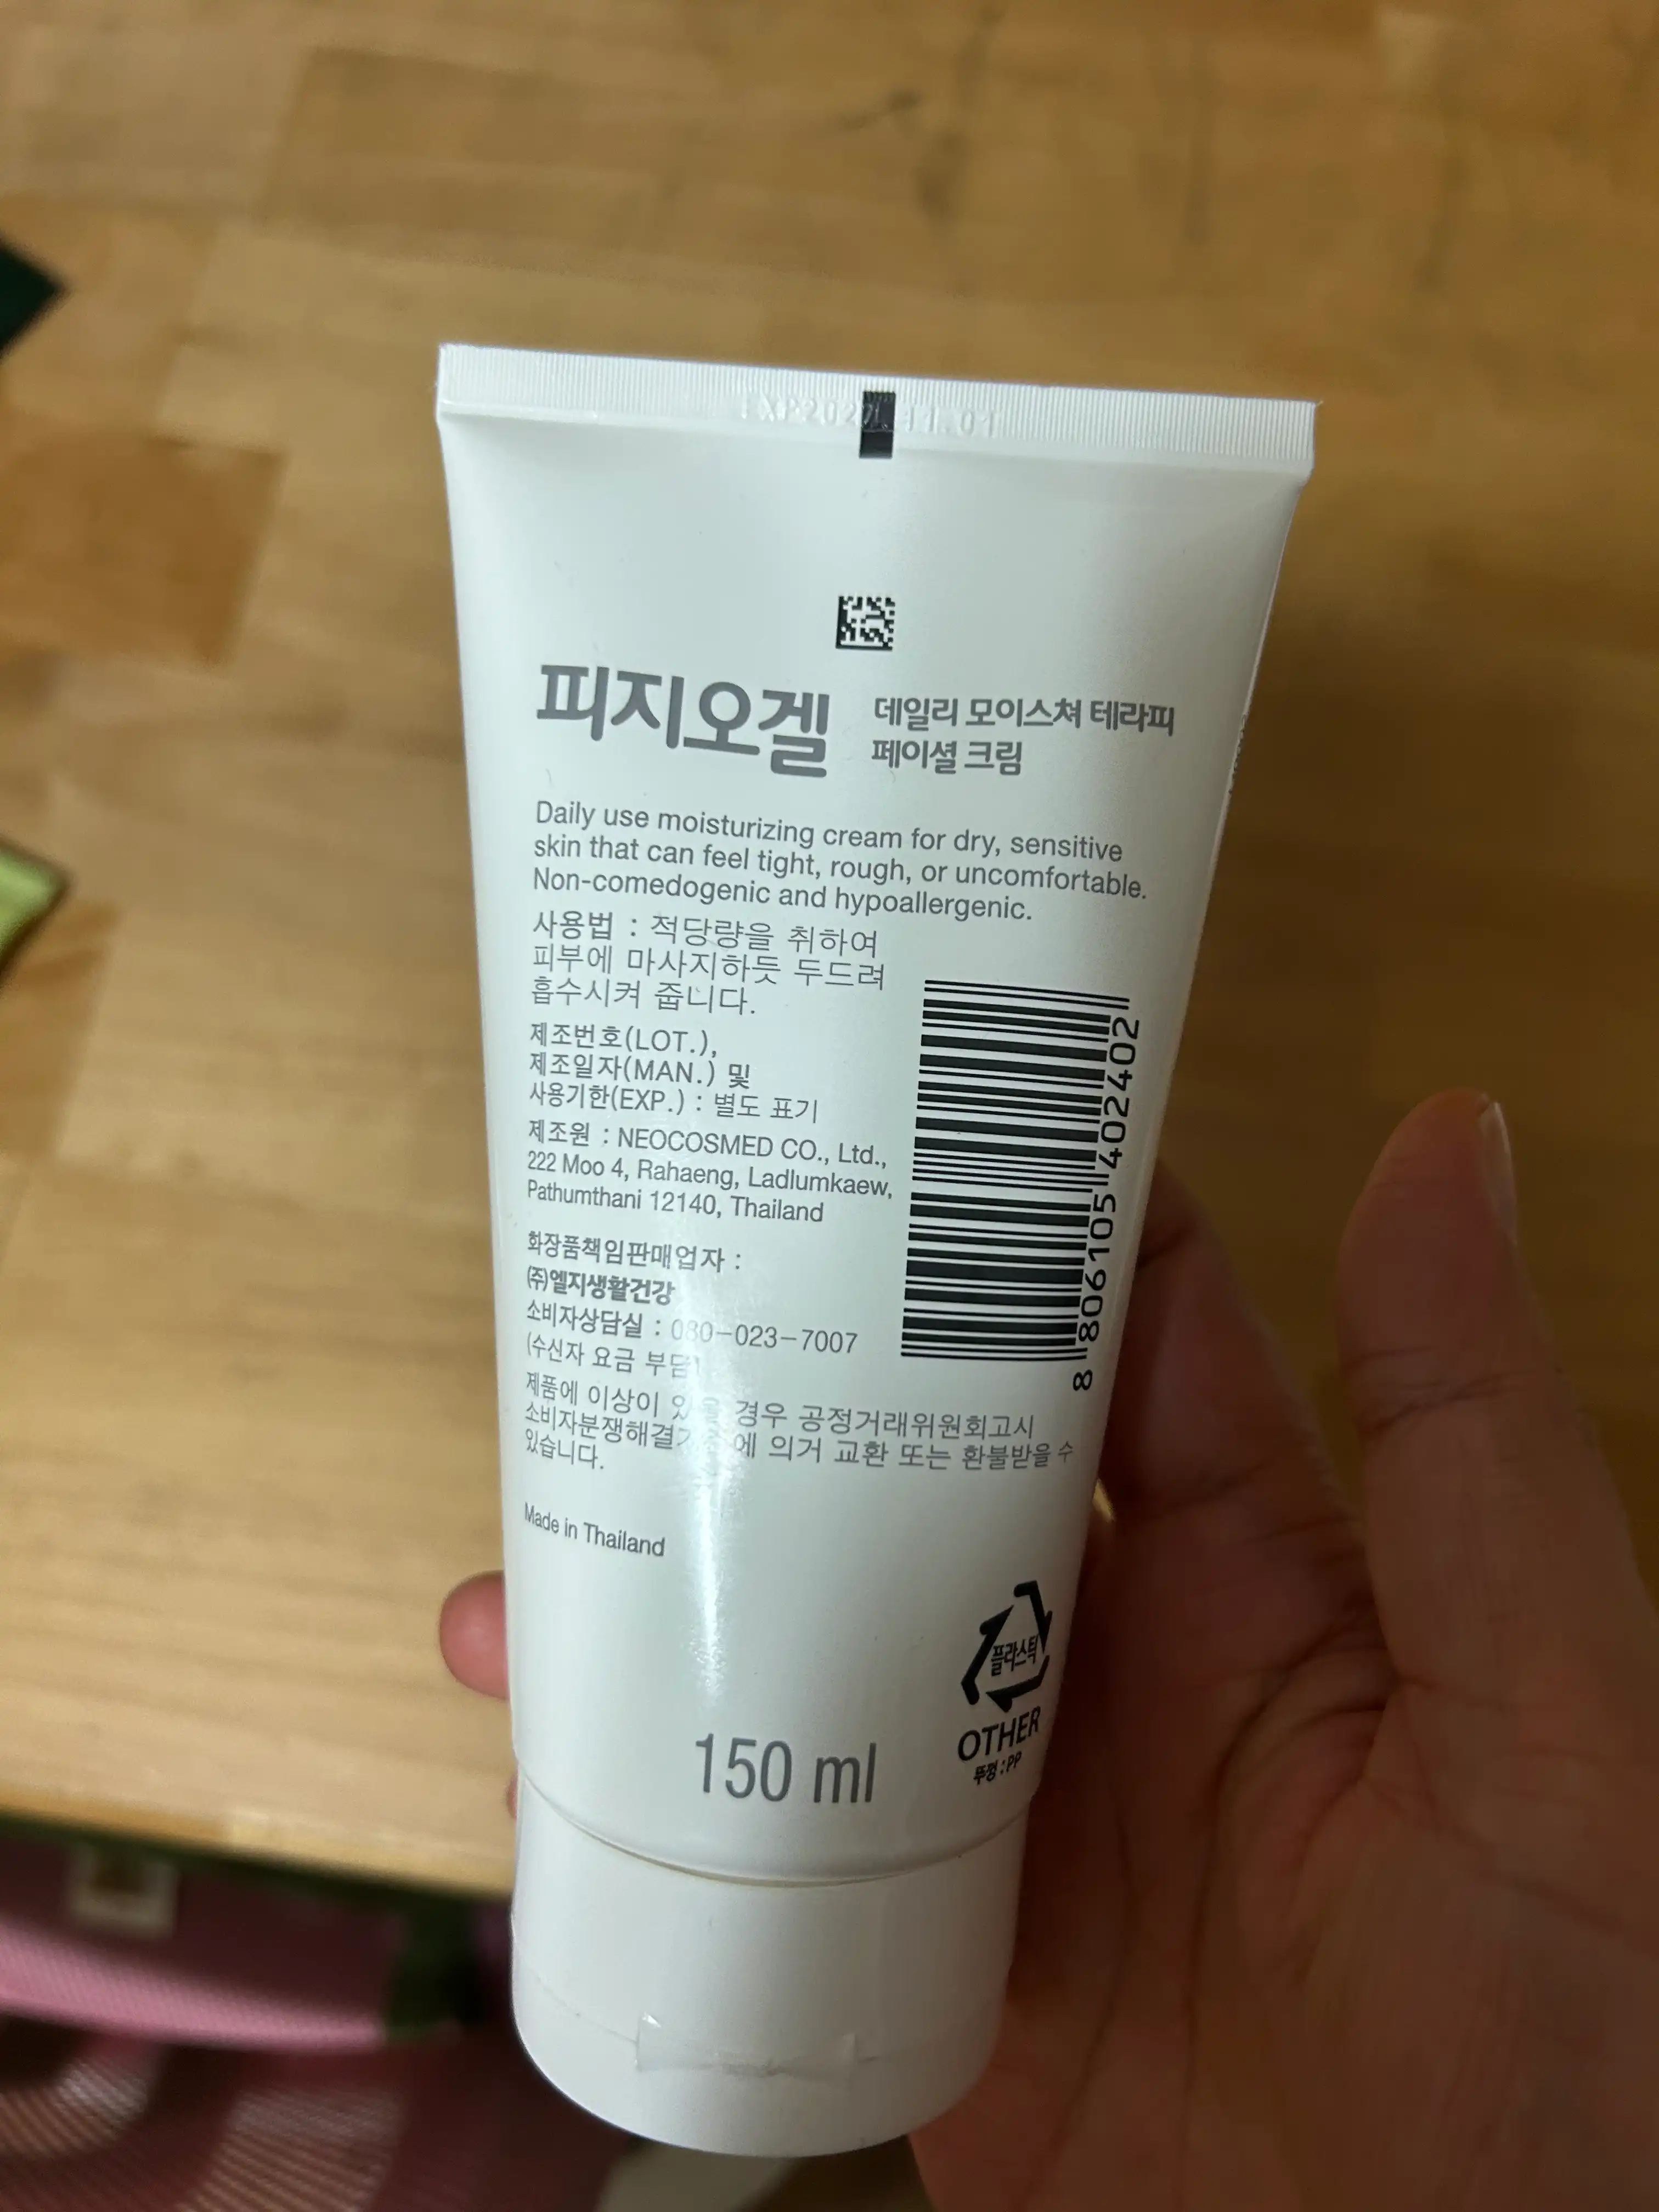 피지오겔
데일리 모이스쳐 테라피
페이셜 크림
Daily use moisturizing cream for dry, sensitive
skin that can feel tight, rough, or uncomfortable.
Non-comedogenic and hypoallergenic.
사용법 : 적당량을 취하여
피부에 마사지하듯 두드려
흡수시켜 줍니다.
제조번호(LOT.),
제조일자(MAN.) 및
사용기한(EXP.) : 별도 표기
제조원 : NEOCOSMED CO., Ltd.,
222 Moo 4, Rahaeng, Ladlumkaew,
Pathumthani 12140, Thailand
화장품책임판매업자 :
㈜엘지생활건강
소비자상담실 : 080-023-7007
(수신자 요금 부담)
제품에 이상이 있을 경우 공정거래위원회고시
소비자분쟁해결기준에 의거 교환 또는 환불받을 수
있습니다.
Made in Thailand
8 806105 402402
플라스틱
OTHER
뚜껑 : PP
150 ml